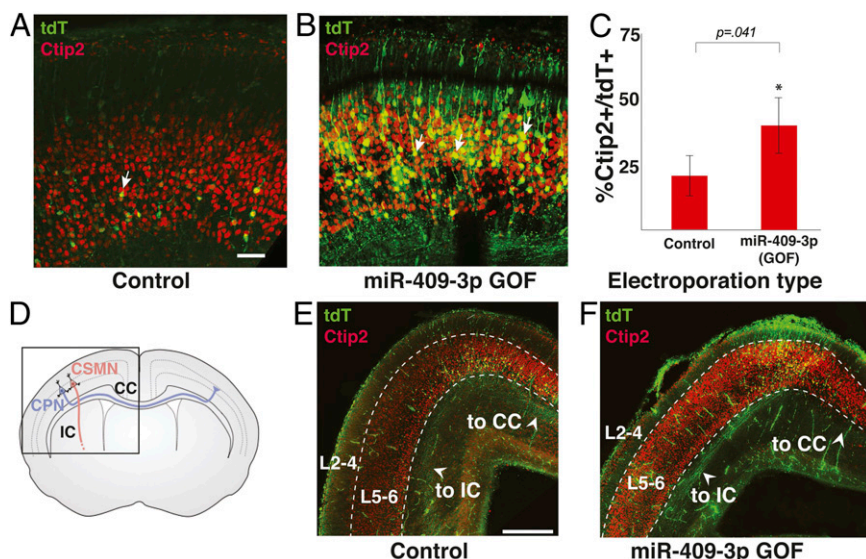 A
tdT
Ctip2
Control
B
tdT
Ctip2
miR-409-3p GOF
C
%Ctip2+/tdT+
75
50
25
p=.041
*
Control
miR-409-3p
(GOF)
Electroporation type
D
CSMN
CC
CPN
IC
E
tdT
Ctip2
L2-4
L5-6
to CC
to IC
Control
F
tdT
Ctip2
L2-4
L5-6
to CC
to IC
miR-409-3p GOF